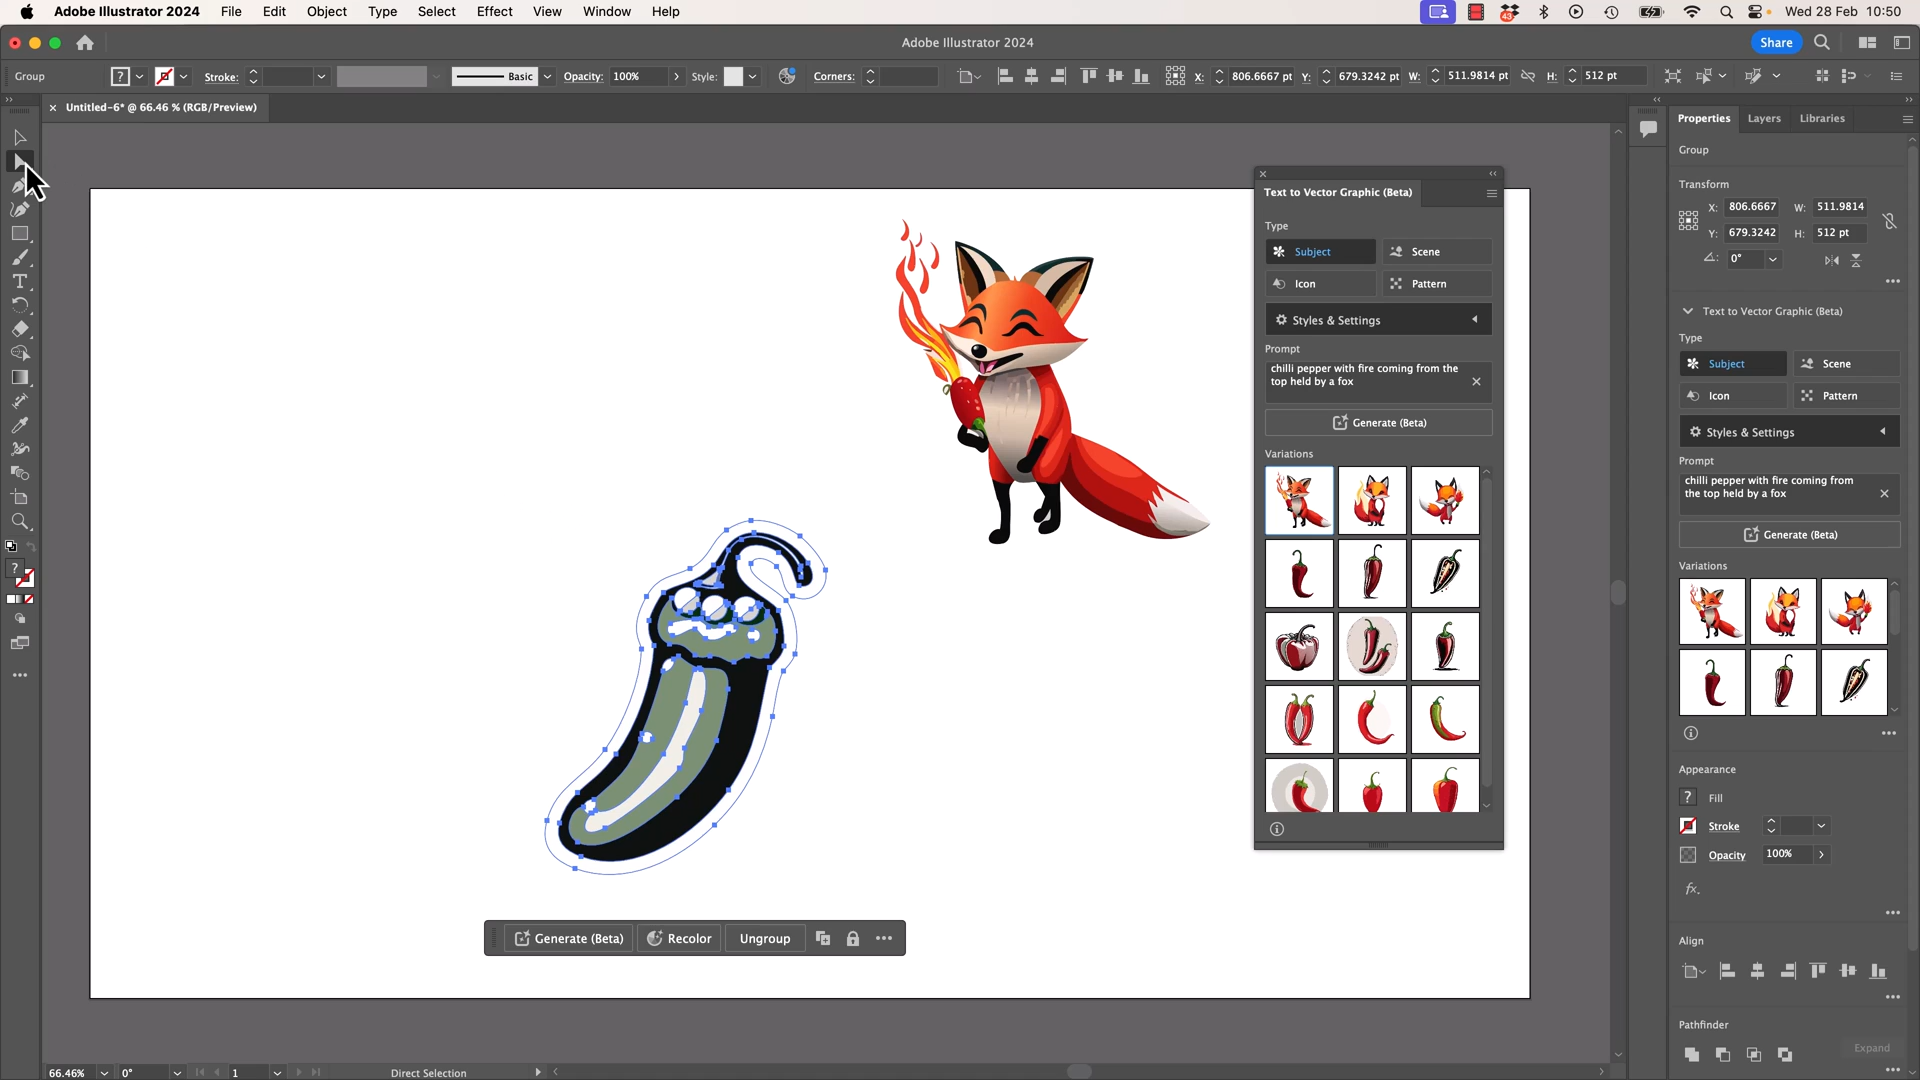 Adobe Illustrator 2024 File Edit Object Type Select Effect View Window Help
43 Wed 28 Feb 10:50
Adobe Illustrator 2024
Share
Group
?
Stroke:
Basic
Opacity: 100%
Style:
Corners:
X: 806.6667 pt Y: 679.3242 pt W: 511.9814 pt H: 512 pt
Untitled-6* @ 66.46 % (RGB/Preview)
Text to Vector Graphic (Beta)
Type
Subject
Scene
Icon
Pattern
Styles & Settings
Prompt
chilli pepper with fire coming from the
top held by a fox
Generate (Beta)
Variations
Generate (Beta)
Recolor
Ungroup
Properties Layers Libraries
Group
Transform
X: 806.6667 W: 511.9814
Y: 679.3242 H: 512 pt
0°
Text to Vector Graphic (Beta)
Type
Subject
Scene
Icon
Pattern
Styles & Settings
Prompt
chilli pepper with fire coming from
the top held by a fox
Generate (Beta)
Variations
Appearance
? Fill
Stroke
Opacity 100%
fx.
Align
Pathfinder
Expand
?
66.46% 0° 1 Direct Selection